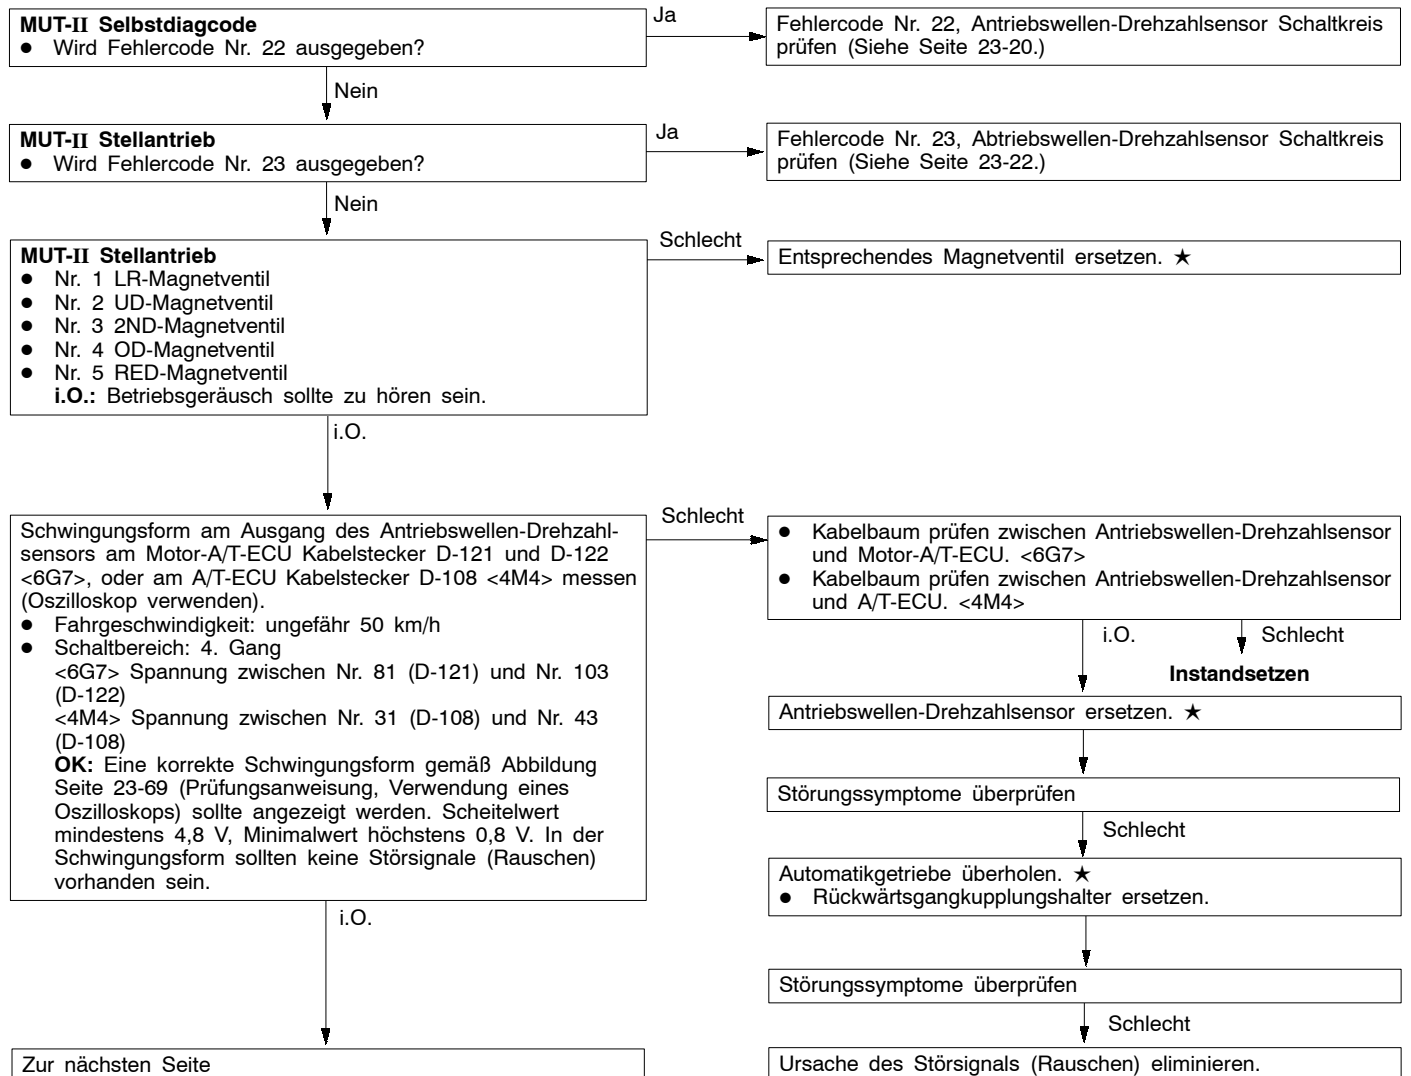 MUT-II Selbstdiagcode
● Wird Fehlercode Nr. 22 ausgegeben?
Ja
Fehlercode Nr. 22, Antriebswellen-Drehzahlsensor Schaltkreis
prüfen (Siehe Seite 23-20.)
Nein
MUT-II Stellantrieb
● Wird Fehlercode Nr. 23 ausgegeben?
Ja
Fehlercode Nr. 23, Abtriebswellen-Drehzahlsensor Schaltkreis
prüfen (Siehe Seite 23-22.)
Nein
MUT-II Stellantrieb
● Nr. 1 LR-Magnetventil
● Nr. 2 UD-Magnetventil
● Nr. 3 2ND-Magnetventil
● Nr. 4 OD-Magnetventil
● Nr. 5 RED-Magnetventil
i.O.: Betriebsgeräusch sollte zu hören sein.
Schlecht
Entsprechendes Magnetventil ersetzen. ★
i.O.
Schwingungsform am Ausgang des Antriebswellen-Drehzahl-
sensors am Motor-A/T-ECU Kabelstecker D-121 und D-122
<6G7>, oder am A/T-ECU Kabelstecker D-108 <4M4> messen
(Oszilloskop verwenden).
● Fahrgeschwindigkeit: ungefähr 50 km/h
● Schaltbereich: 4. Gang
<6G7> Spannung zwischen Nr. 81 (D-121) und Nr. 103
(D-122)
<4M4> Spannung zwischen Nr. 31 (D-108) und Nr. 43
(D-108)
OK: Eine korrekte Schwingungsform gemäß Abbildung
Seite 23-69 (Prüfungsanweisung, Verwendung eines
Oszilloskops) sollte angezeigt werden. Scheitelwert
mindestens 4,8 V, Minimalwert höchstens 0,8 V. In der
Schwingungsform sollten keine Störsignale (Rauschen)
vorhanden sein.
Schlecht
● Kabelbaum prüfen zwischen Antriebswellen-Drehzahlsensor
und Motor-A/T-ECU. <6G7>
● Kabelbaum prüfen zwischen Antriebswellen-Drehzahlsensor
und A/T-ECU. <4M4>
i.O.
Schlecht
Instandsetzen
Antriebswellen-Drehzahlsensor ersetzen. ★
Störungssymptome überprüfen
Schlecht
Automatikgetriebe überholen. ★
● Rückwärtsgangkupplungshalter ersetzen.
Störungssymptome überprüfen
Schlecht
Ursache des Störsignals (Rauschen) eliminieren.
i.O.
Zur nächsten Seite